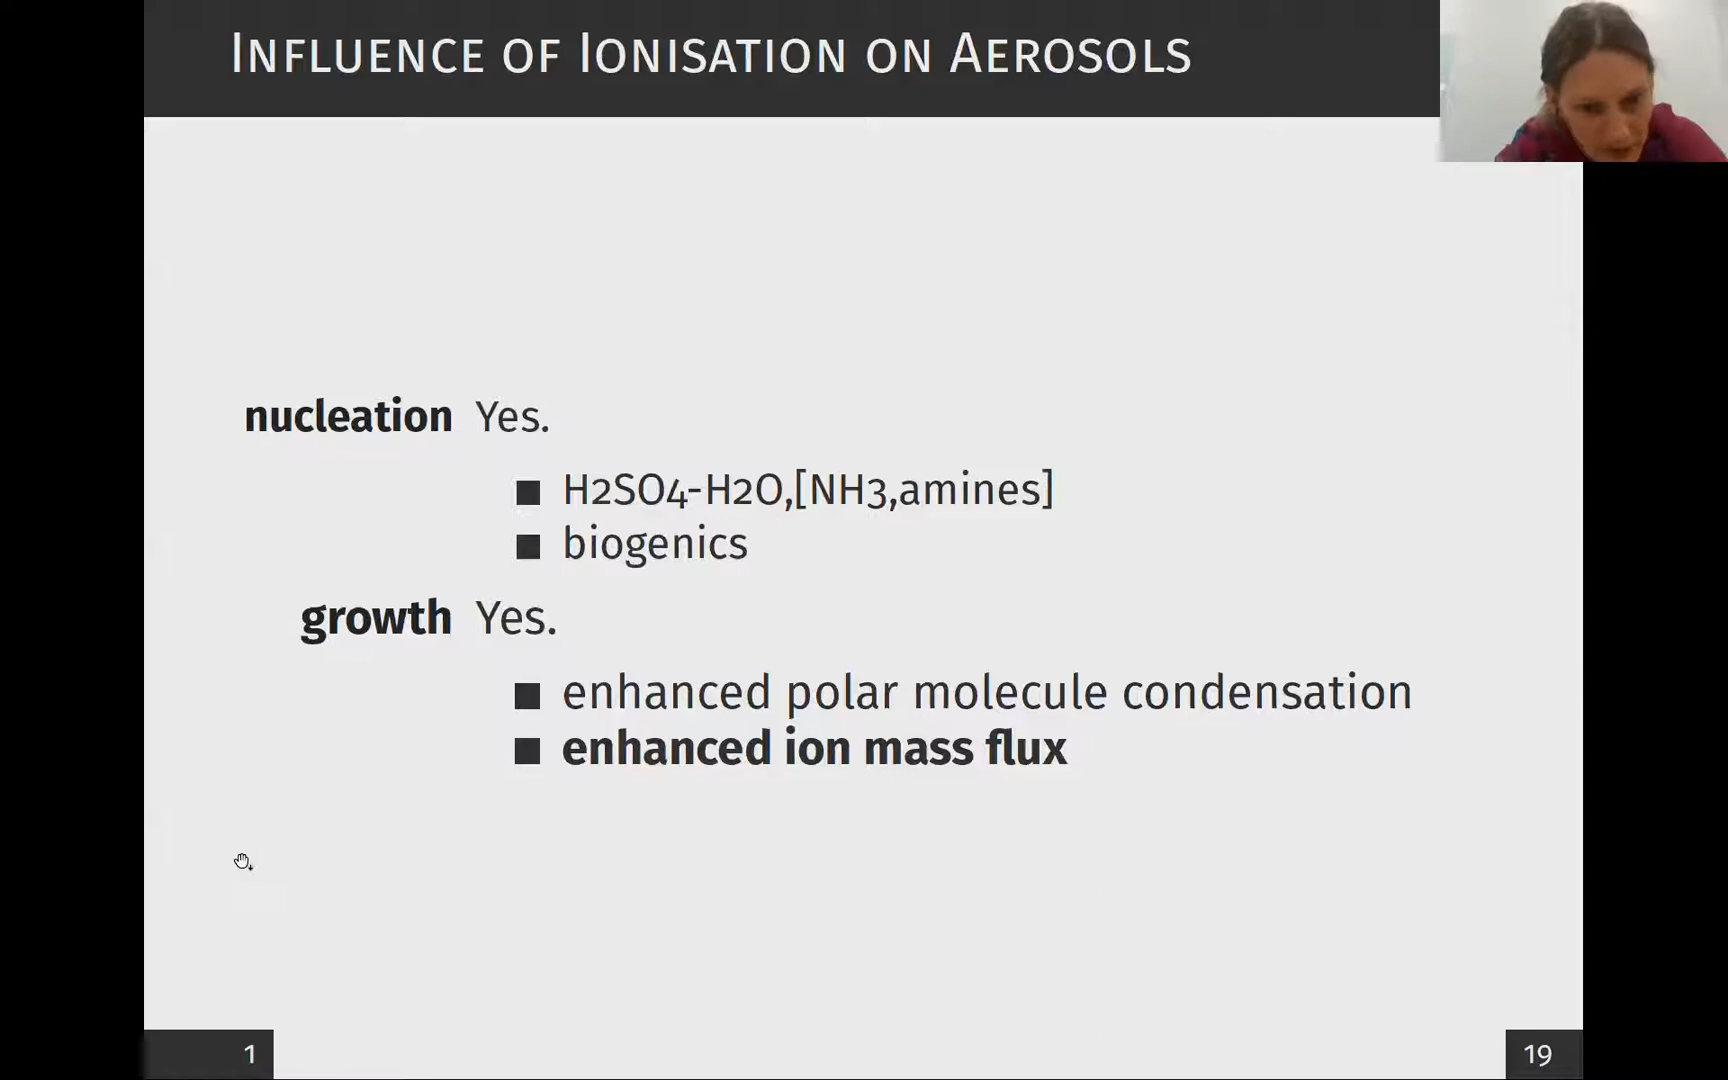 Influence of Ionisation on Aerosols
nucleation Yes.
H2SO4-H2O,[NH3,amines]
biogenics
growth Yes.
enhanced polar molecule condensation
enhanced ion mass flux
1
19